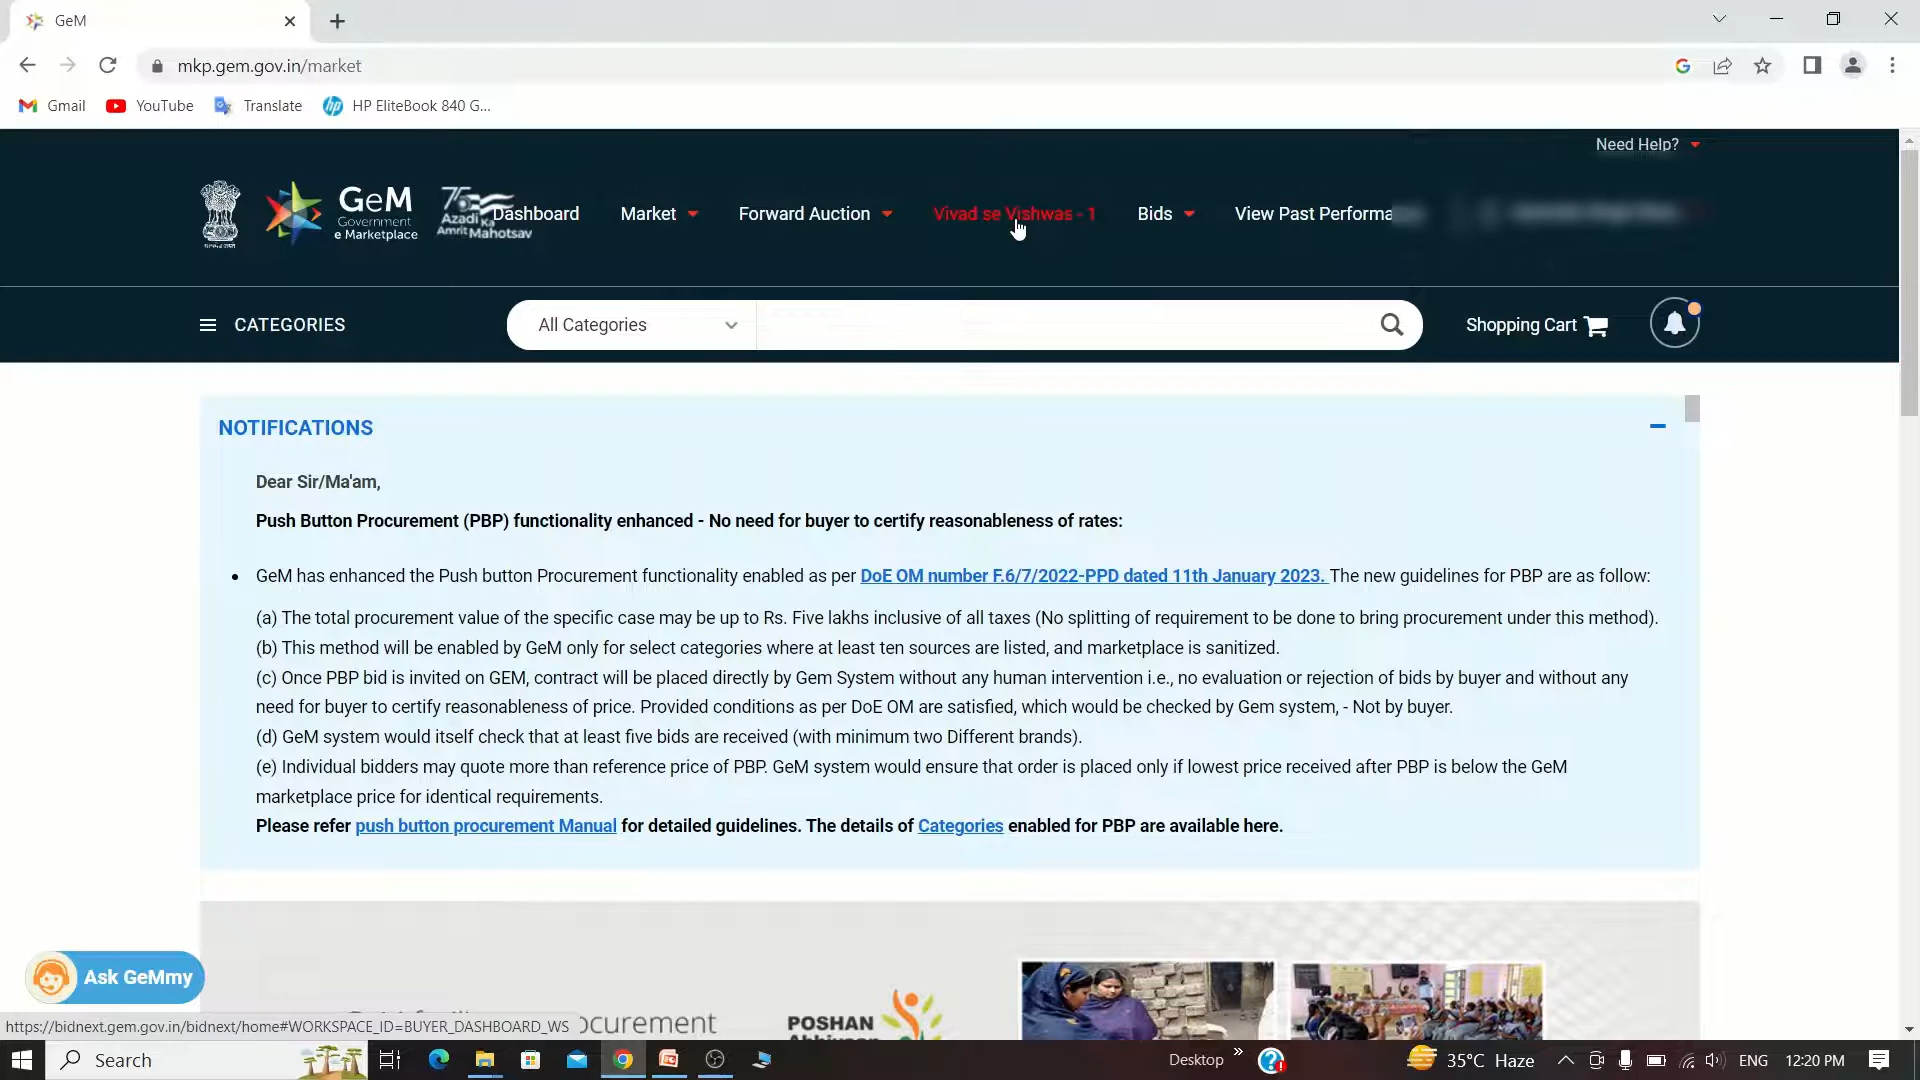 GeM
mkp.gem.gov.in/market
Gmail
YouTube
Translate
HP EliteBook 840 G...
Need Help?
GeM
Government
e Marketplace
75
Azadi Ka
Amrit Mahotsav
Dashboard
Market
Forward Auction
Vivad se Vishwas - 1
Bids
View Past Performa
CATEGORIES
All Categories
Shopping Cart
NOTIFICATIONS
Dear Sir/Ma'am,
Push Button Procurement (PBP) functionality enhanced - No need for buyer to certify reasonableness of rates:
• GeM has enhanced the Push button Procurement functionality enabled as per DoE OM number F.6/7/2022-PPD dated 11th January 2023. The new guidelines for PBP are as follow:
(a) The total procurement value of the specific case may be up to Rs. Five lakhs inclusive of all taxes (No splitting of requirement to be done to bring procurement under this method).
(b) This method will be enabled by GeM only for select categories where at least ten sources are listed, and marketplace is sanitized.
(c) Once PBP bid is invited on GEM, contract will be placed directly by Gem System without any human intervention i.e., no evaluation or rejection of bids by buyer and without any
need for buyer to certify reasonableness of price. Provided conditions as per DoE OM are satisfied, which would be checked by Gem system, - Not by buyer.
(d) GeM system would itself check that at least five bids are received (with minimum two Different brands).
(e) Individual bidders may quote more than reference price of PBP. GeM system would ensure that order is placed only if lowest price received after PBP is below the GeM
marketplace price for identical requirements.
Please refer push button procurement Manual for detailed guidelines. The details of Categories enabled for PBP are available here.
Ask GeMmy
POSHAN
Abhiyaan
https://bidnext.gem.gov.in/bidnext/home#WORKSPACE_ID=BUYER_DASHBOARD_WS
Search
Desktop
35°C Haze
ENG
12:20 PM